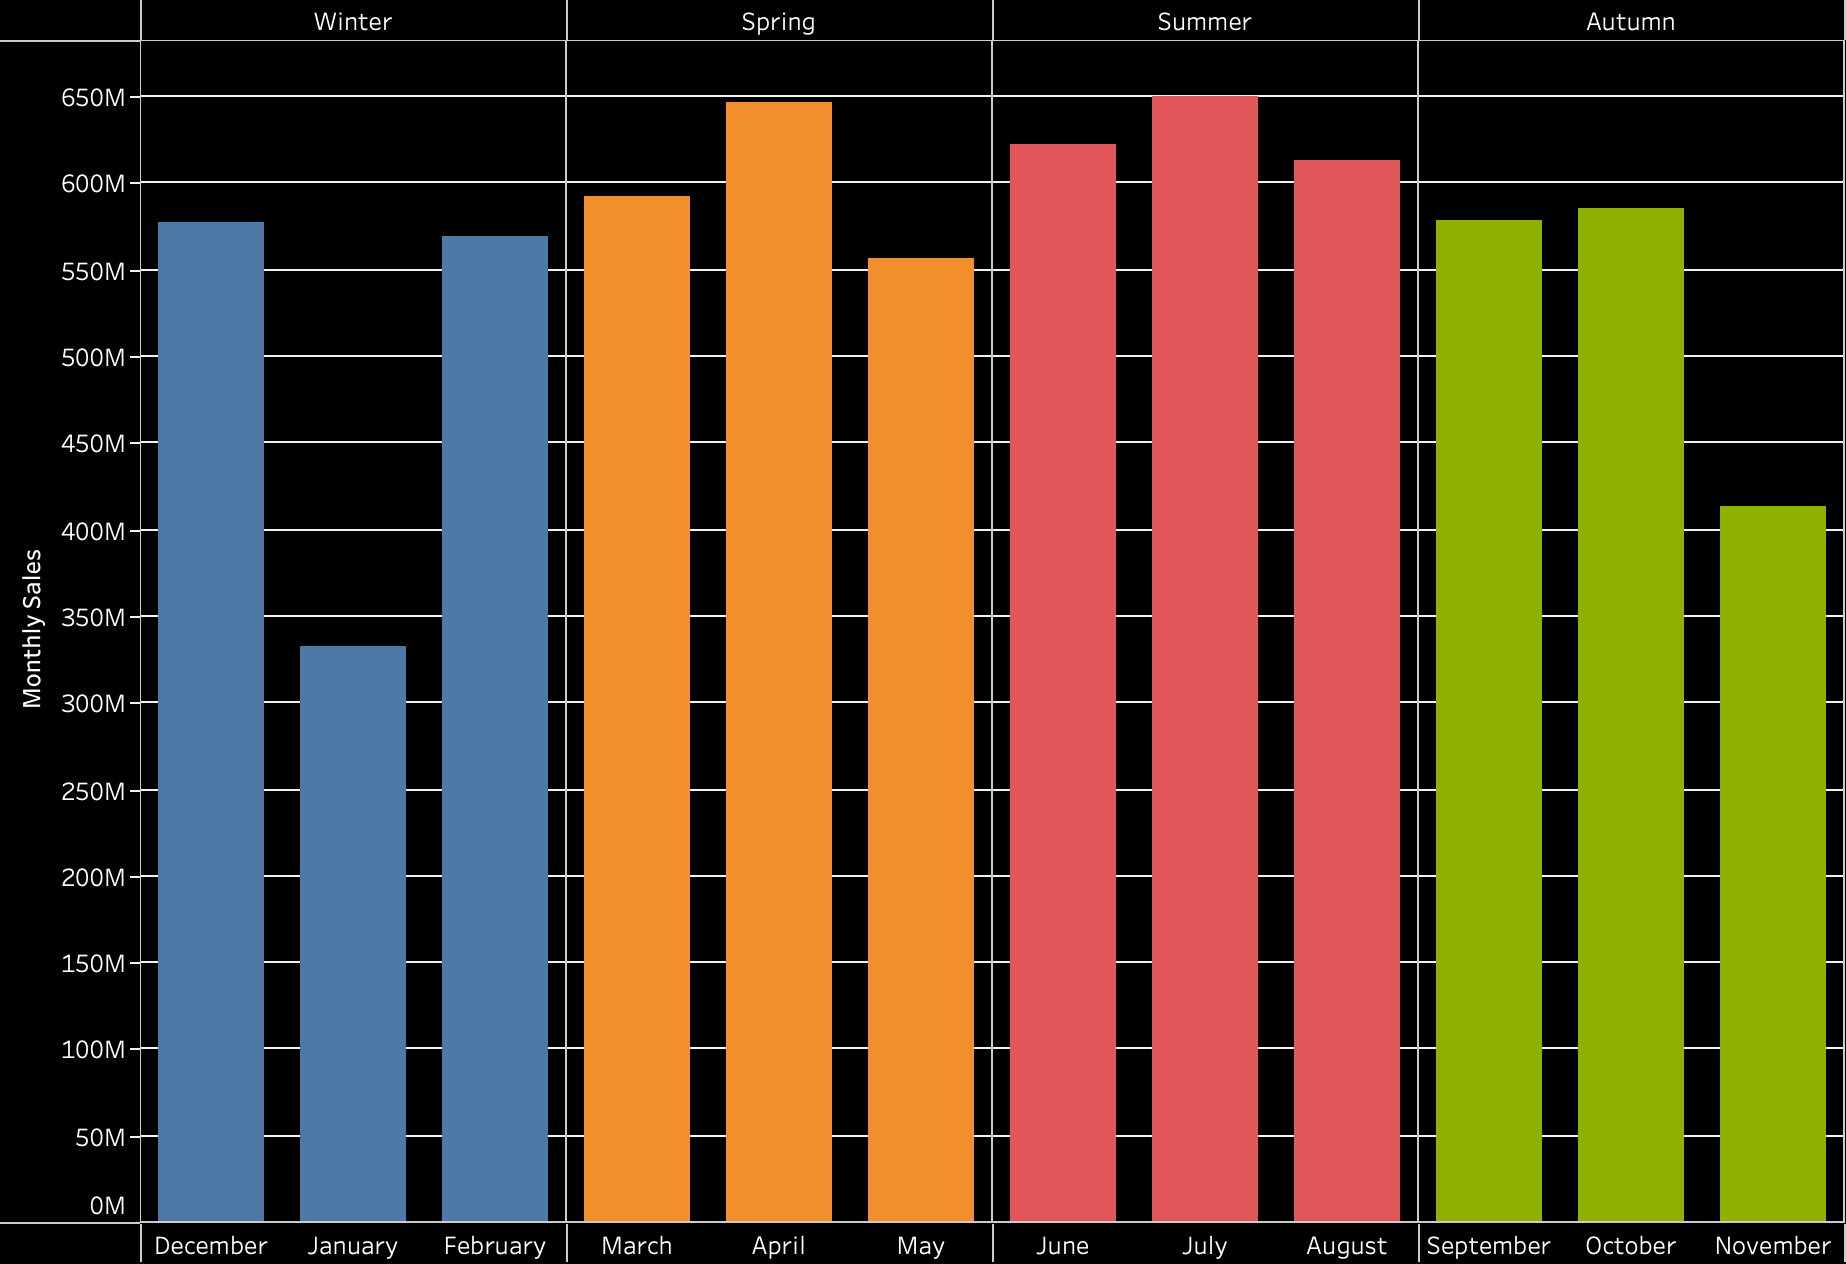 Winter Spring Summer Autumn
650M
600M
550M
500M
450M
400M
350M
300M
250M
200M
150M
100M
50M
0M
Monthly Sales
December January February March April May June July August September October November